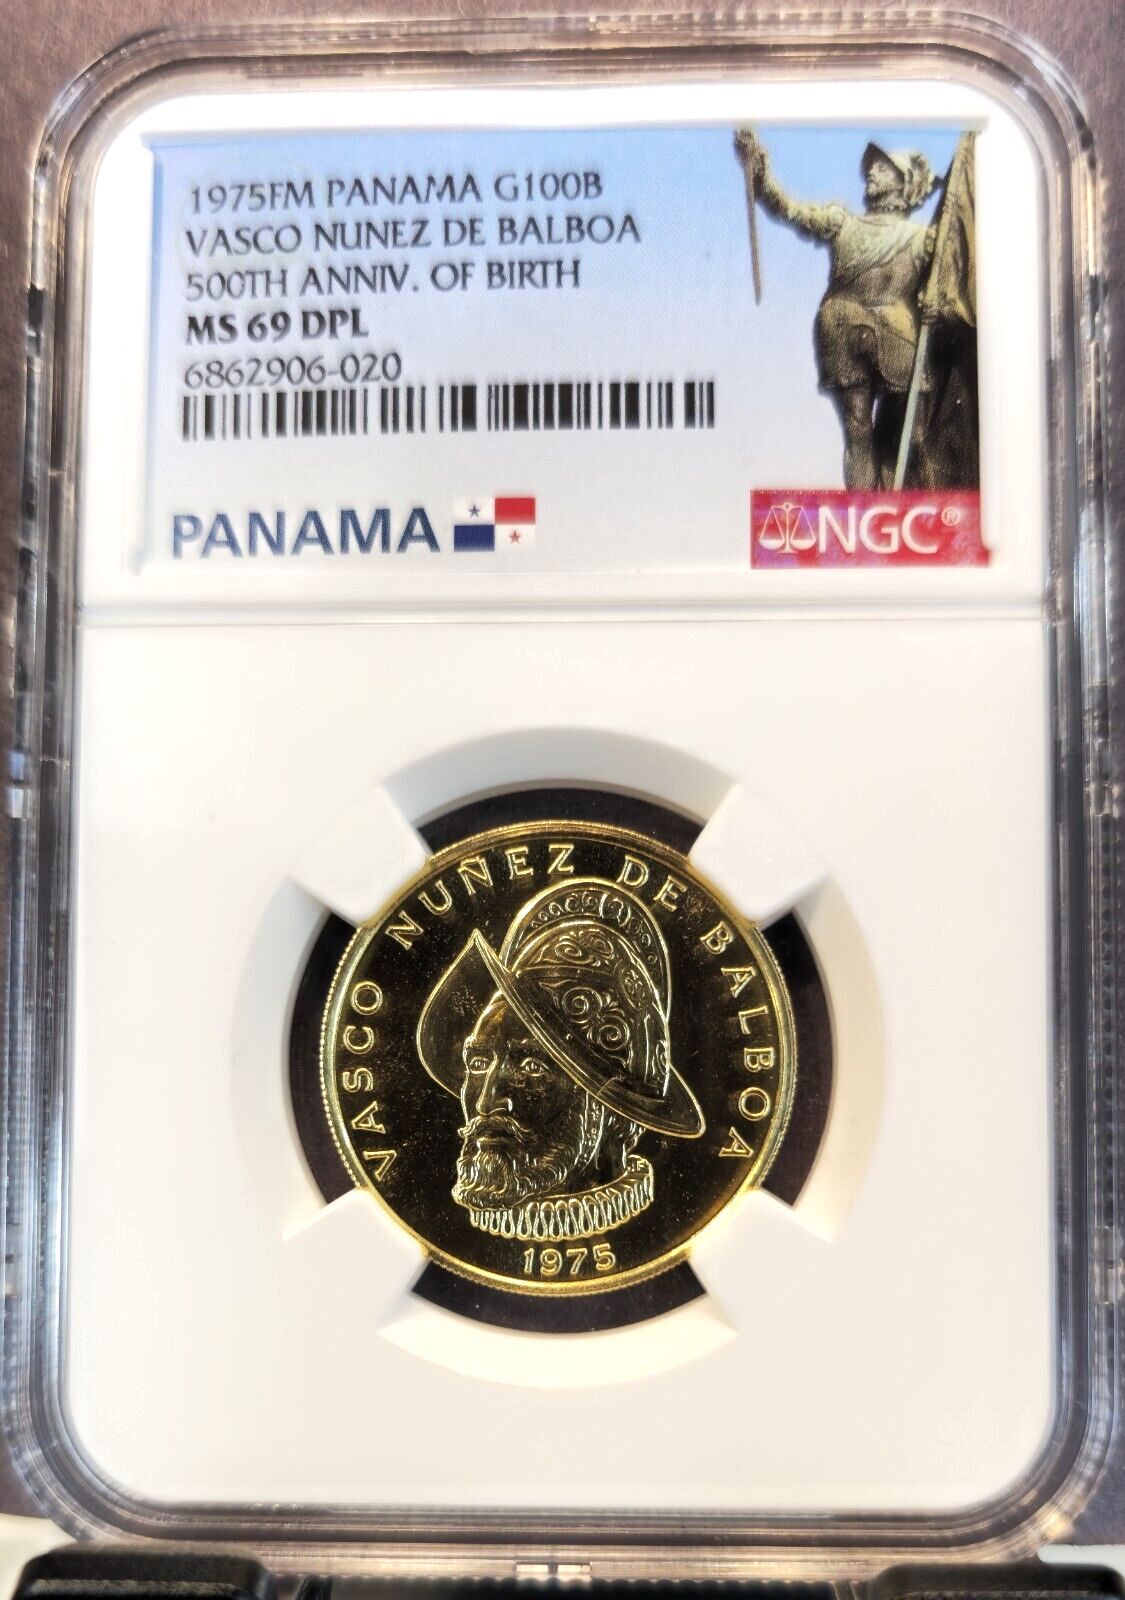 1975FM PANAMA G100B
VASCO NUNEZ DE BALBOA
500TH ANNIV. OF BIRTH
MS 69 DPL
6862906-020
PANAMA
NGC®
VASCO NUÑEZ DE BALBOA
1975